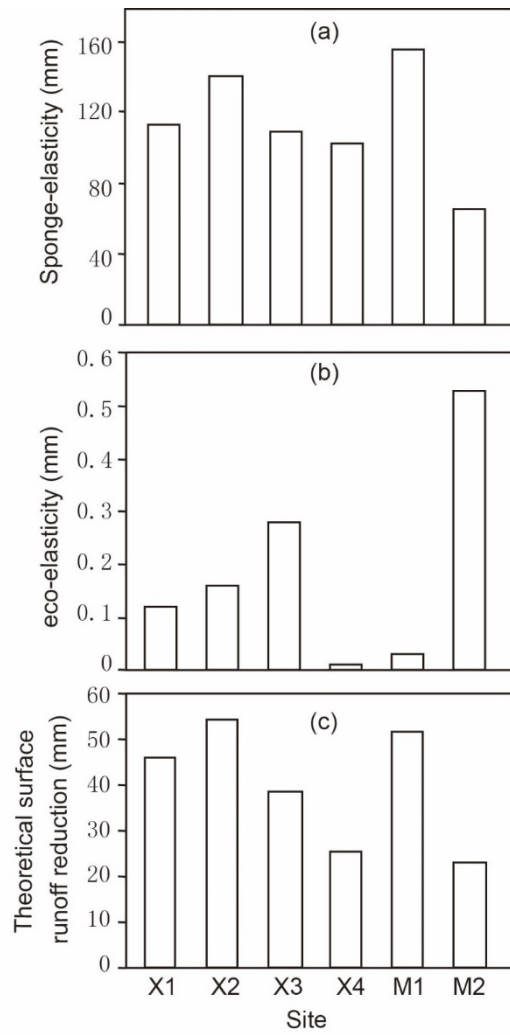 (a)
Sponge-elasticity (mm)
160
120
80
40
0
(b)
eco-elasticity (mm)
0.6
0.5
0.4
0.3
0.2
0.1
0
(c)
Theoretical surface
runoff reduction (mm)
60
50
40
30
20
10
0
X1 X2 X3 X4 M1 M2
Site